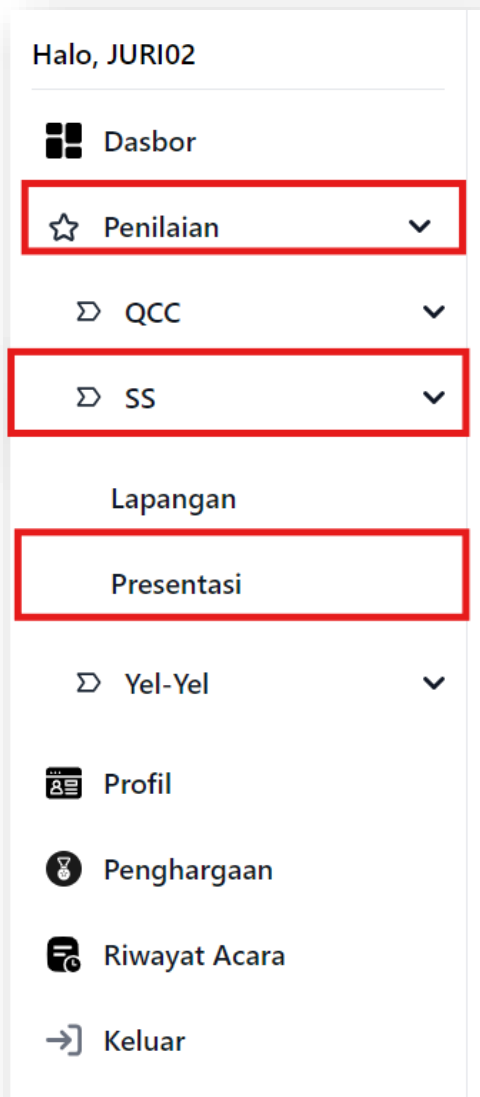 Halo, JURI02
Dasbor
Penilaian
QCC
SS
Lapangan
Presentasi
Yel-Yel
Profil
Penghargaan
Riwayat Acara
Keluar